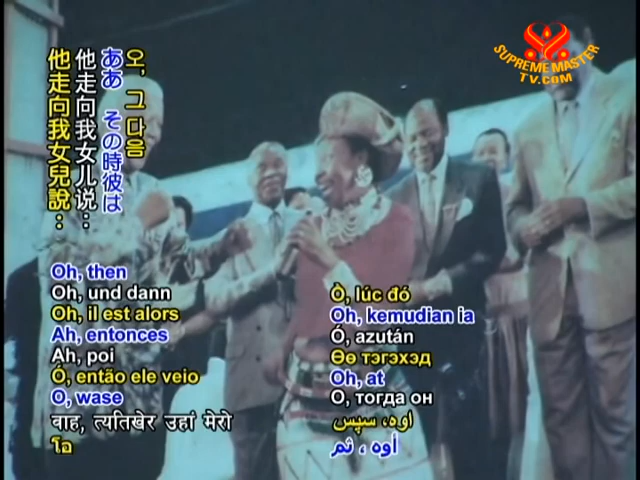 SUPREME MASTER
TV.COM
오, 그 다음
ああ その時彼は
他走向我女儿说：
他走向我女兒說：
Oh, then
Oh, und dann
Oh, il est alors
Ah, entonces
Ah, poi
Ó, então ele veio
O, wase
वाह, त्यतिखेर उहां मेरो
โอ
Ồ, lúc đó
Oh, kemudian ia
Ó, azután
Өө тэгэхэд
Oh, at
О, тогда он
اوه، سپس
أوه ، ثم